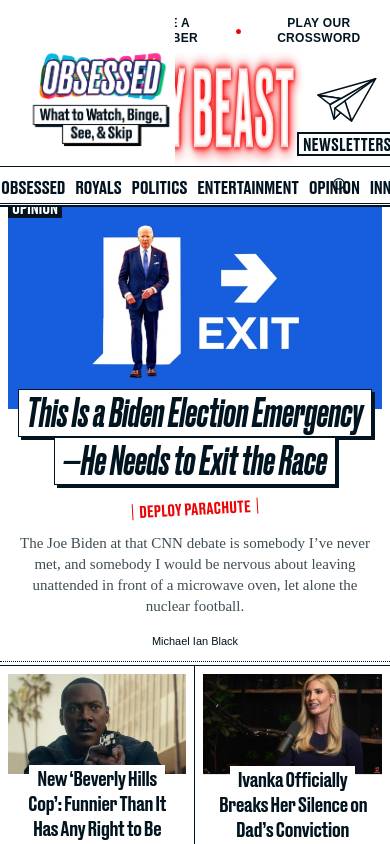 E A
BER
PLAY OUR
CROSSWORD
OBSESSED
What to Watch, Binge,
See, & Skip
Y BEAST
NEWSLETTERS
OBSESSED ROYALS POLITICS ENTERTAINMENT OPINION INN
OPINION
EXIT
This Is a Biden Election Emergency
—He Needs to Exit the Race
DEPLOY PARACHUTE
The Joe Biden at that CNN debate is somebody I’ve never
met, and somebody I would be nervous about leaving
unattended in front of a microwave oven, let alone the
nuclear football.
Michael Ian Black
New ‘Beverly Hills
Cop’: Funnier Than It
Has Any Right to Be
Ivanka Officially
Breaks Her Silence on
Dad’s Conviction